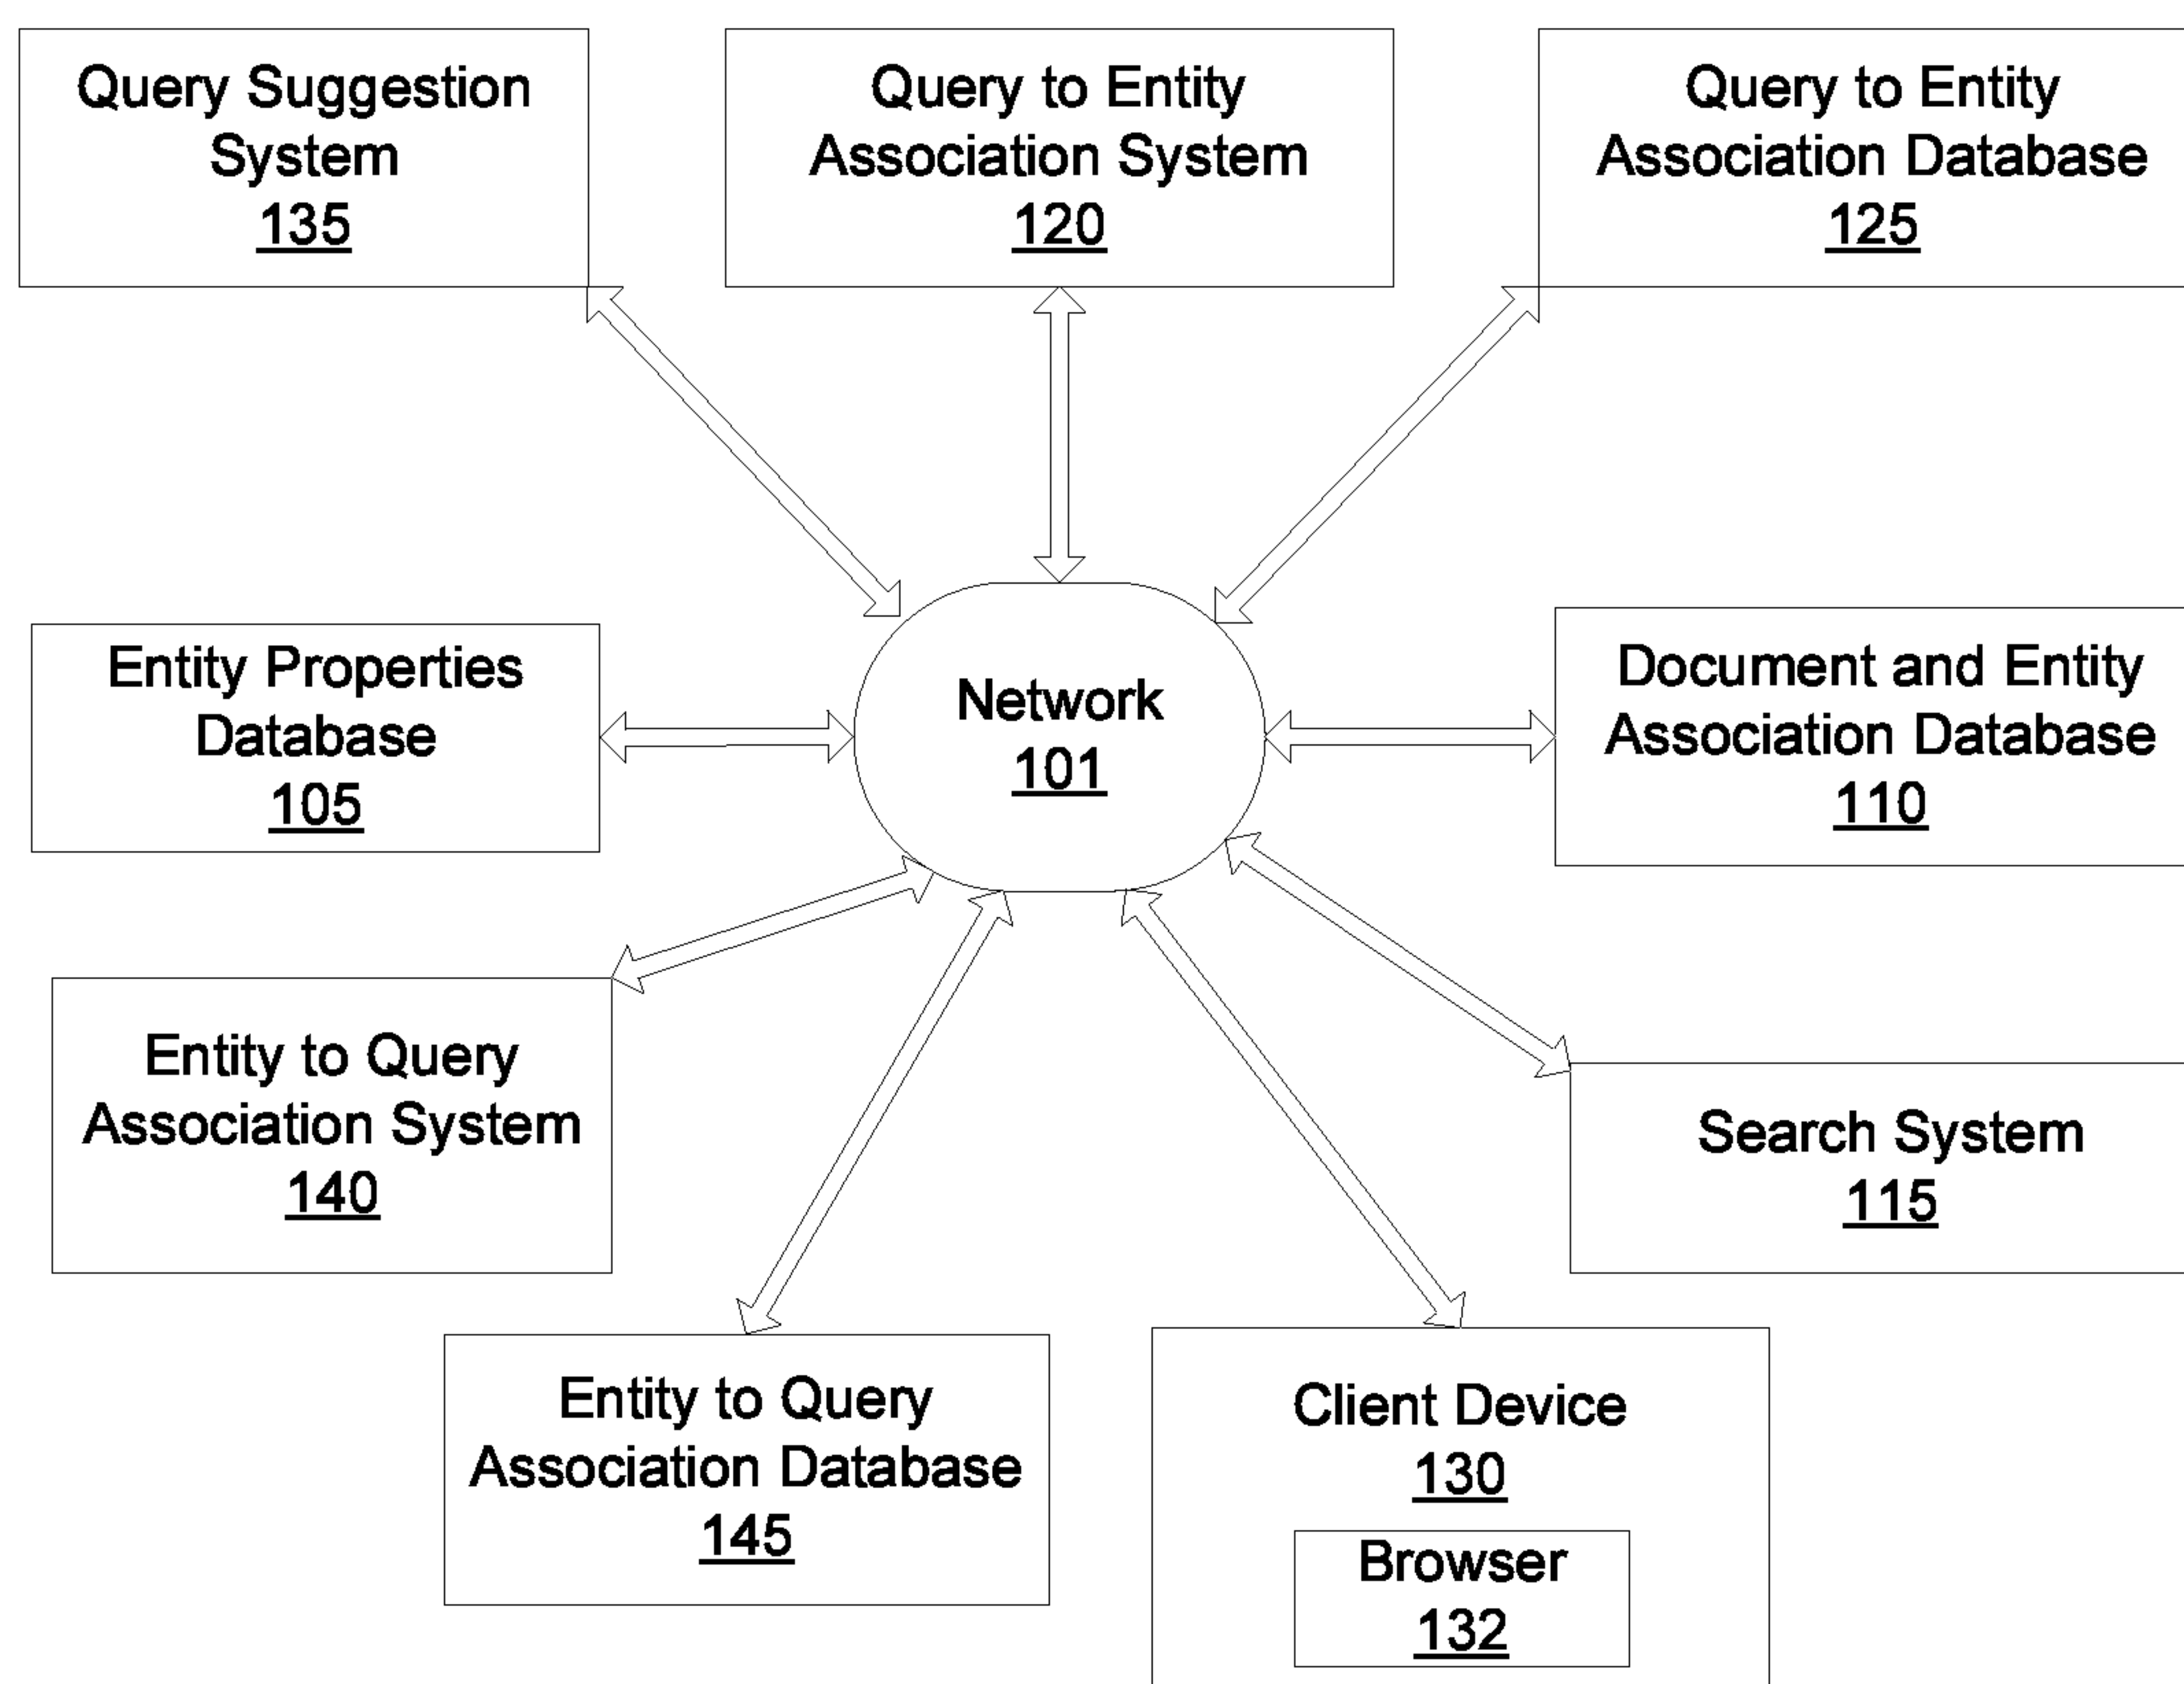 Query Suggestion
System
135
Query to Entity
Association System
120
Query to Entity
Association Database
125
Entity Properties
Database
105
Network
101
Document and Entity
Association Database
110
Entity to Query
Association System
140
Search System
115
Entity to Query
Association Database
145
Client Device
130
Browser
132